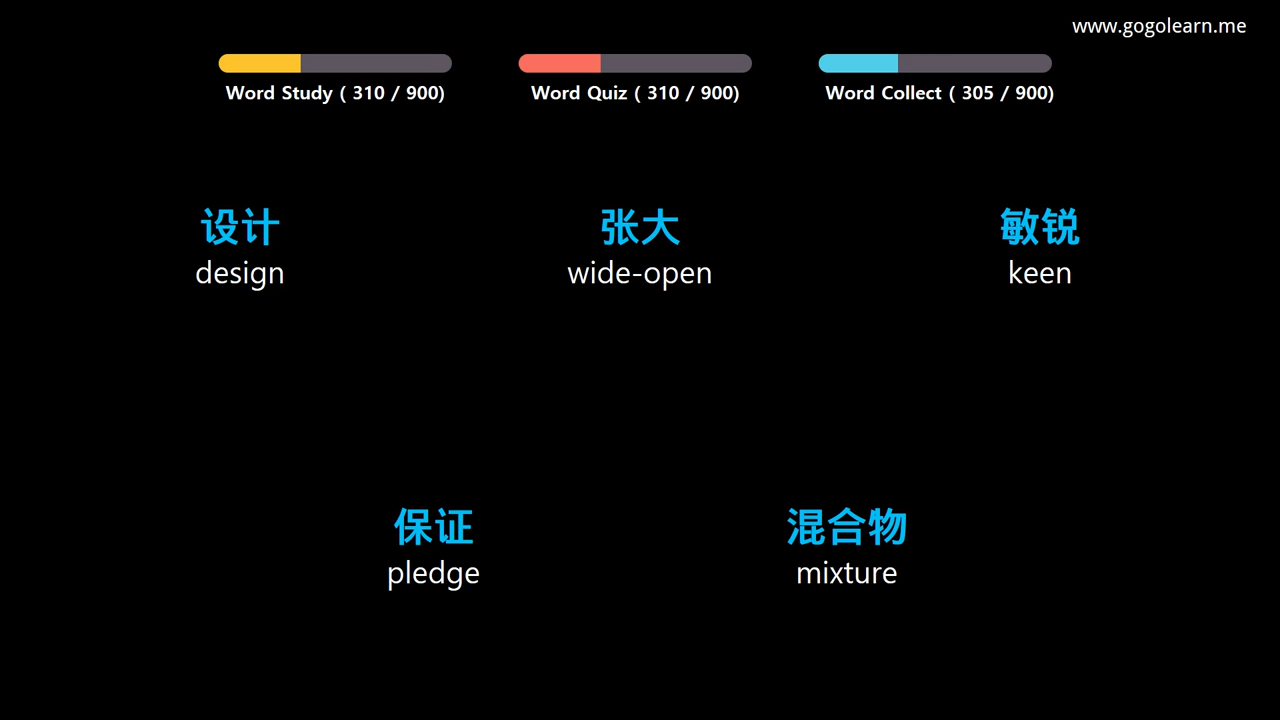 www.gogolearn.me
Word Study ( 310 / 900)
Word Quiz ( 310 / 900)
Word Collect ( 305 / 900)
设计
design
张大
wide-open
敏锐
keen
保证
pledge
混合物
mixture